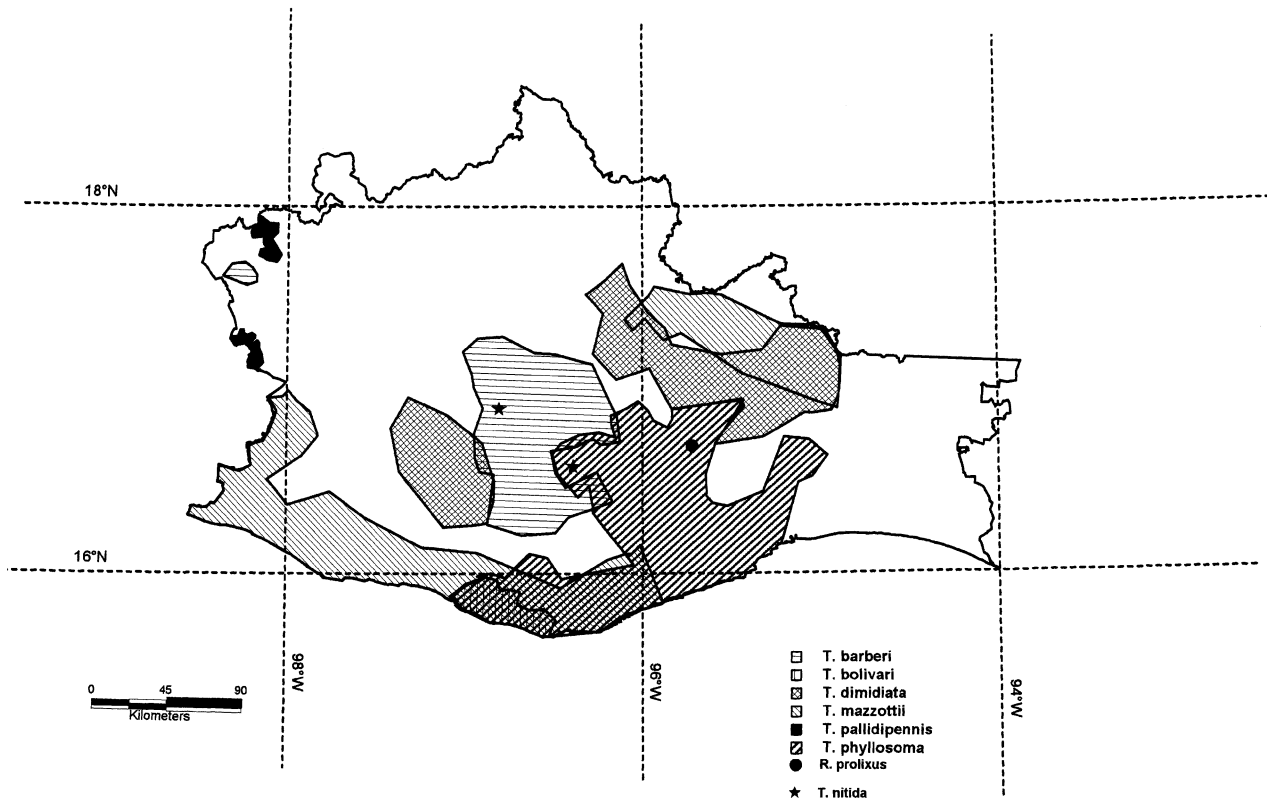 18°N
16°N
98°W
96°W
94°W
0 45 90
Kilometers
T. barberi
T. bolivari
T. dimidiata
T. mazzottii
T. pallidipennis
T. phyllosoma
R. prolixus
T. nitida